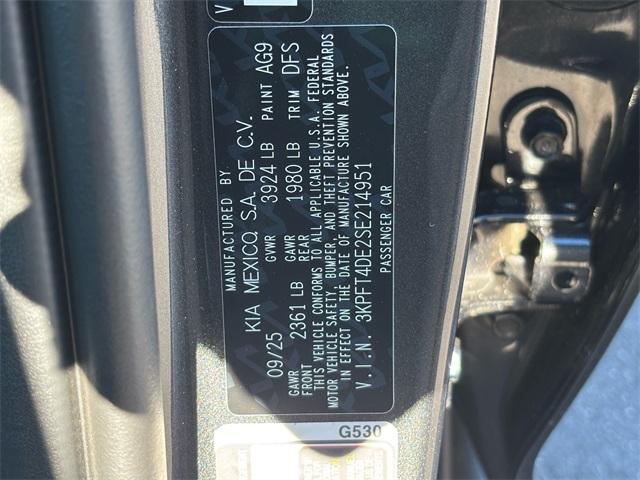 V
MANUFACTURED BY
KIA MEXICO, S.A. DE C.V.
09/25 GVWR 3924 LB PAINT AG9
GAWR FRONT 2361 LB GAWR REAR 1980 LB TRIM DFS
THIS VEHICLE CONFORMS TO ALL APPLICABLE U.S.A. FEDERAL
MOTOR VEHICLE SAFETY, BUMPER, AND THEFT PREVENTION STANDARDS
IN EFFECT ON THE DATE OF MANUFACTURE SHOWN ABOVE.
V.I.N. 3KPFT4DE2SE214951
PASSENGER CAR
G530